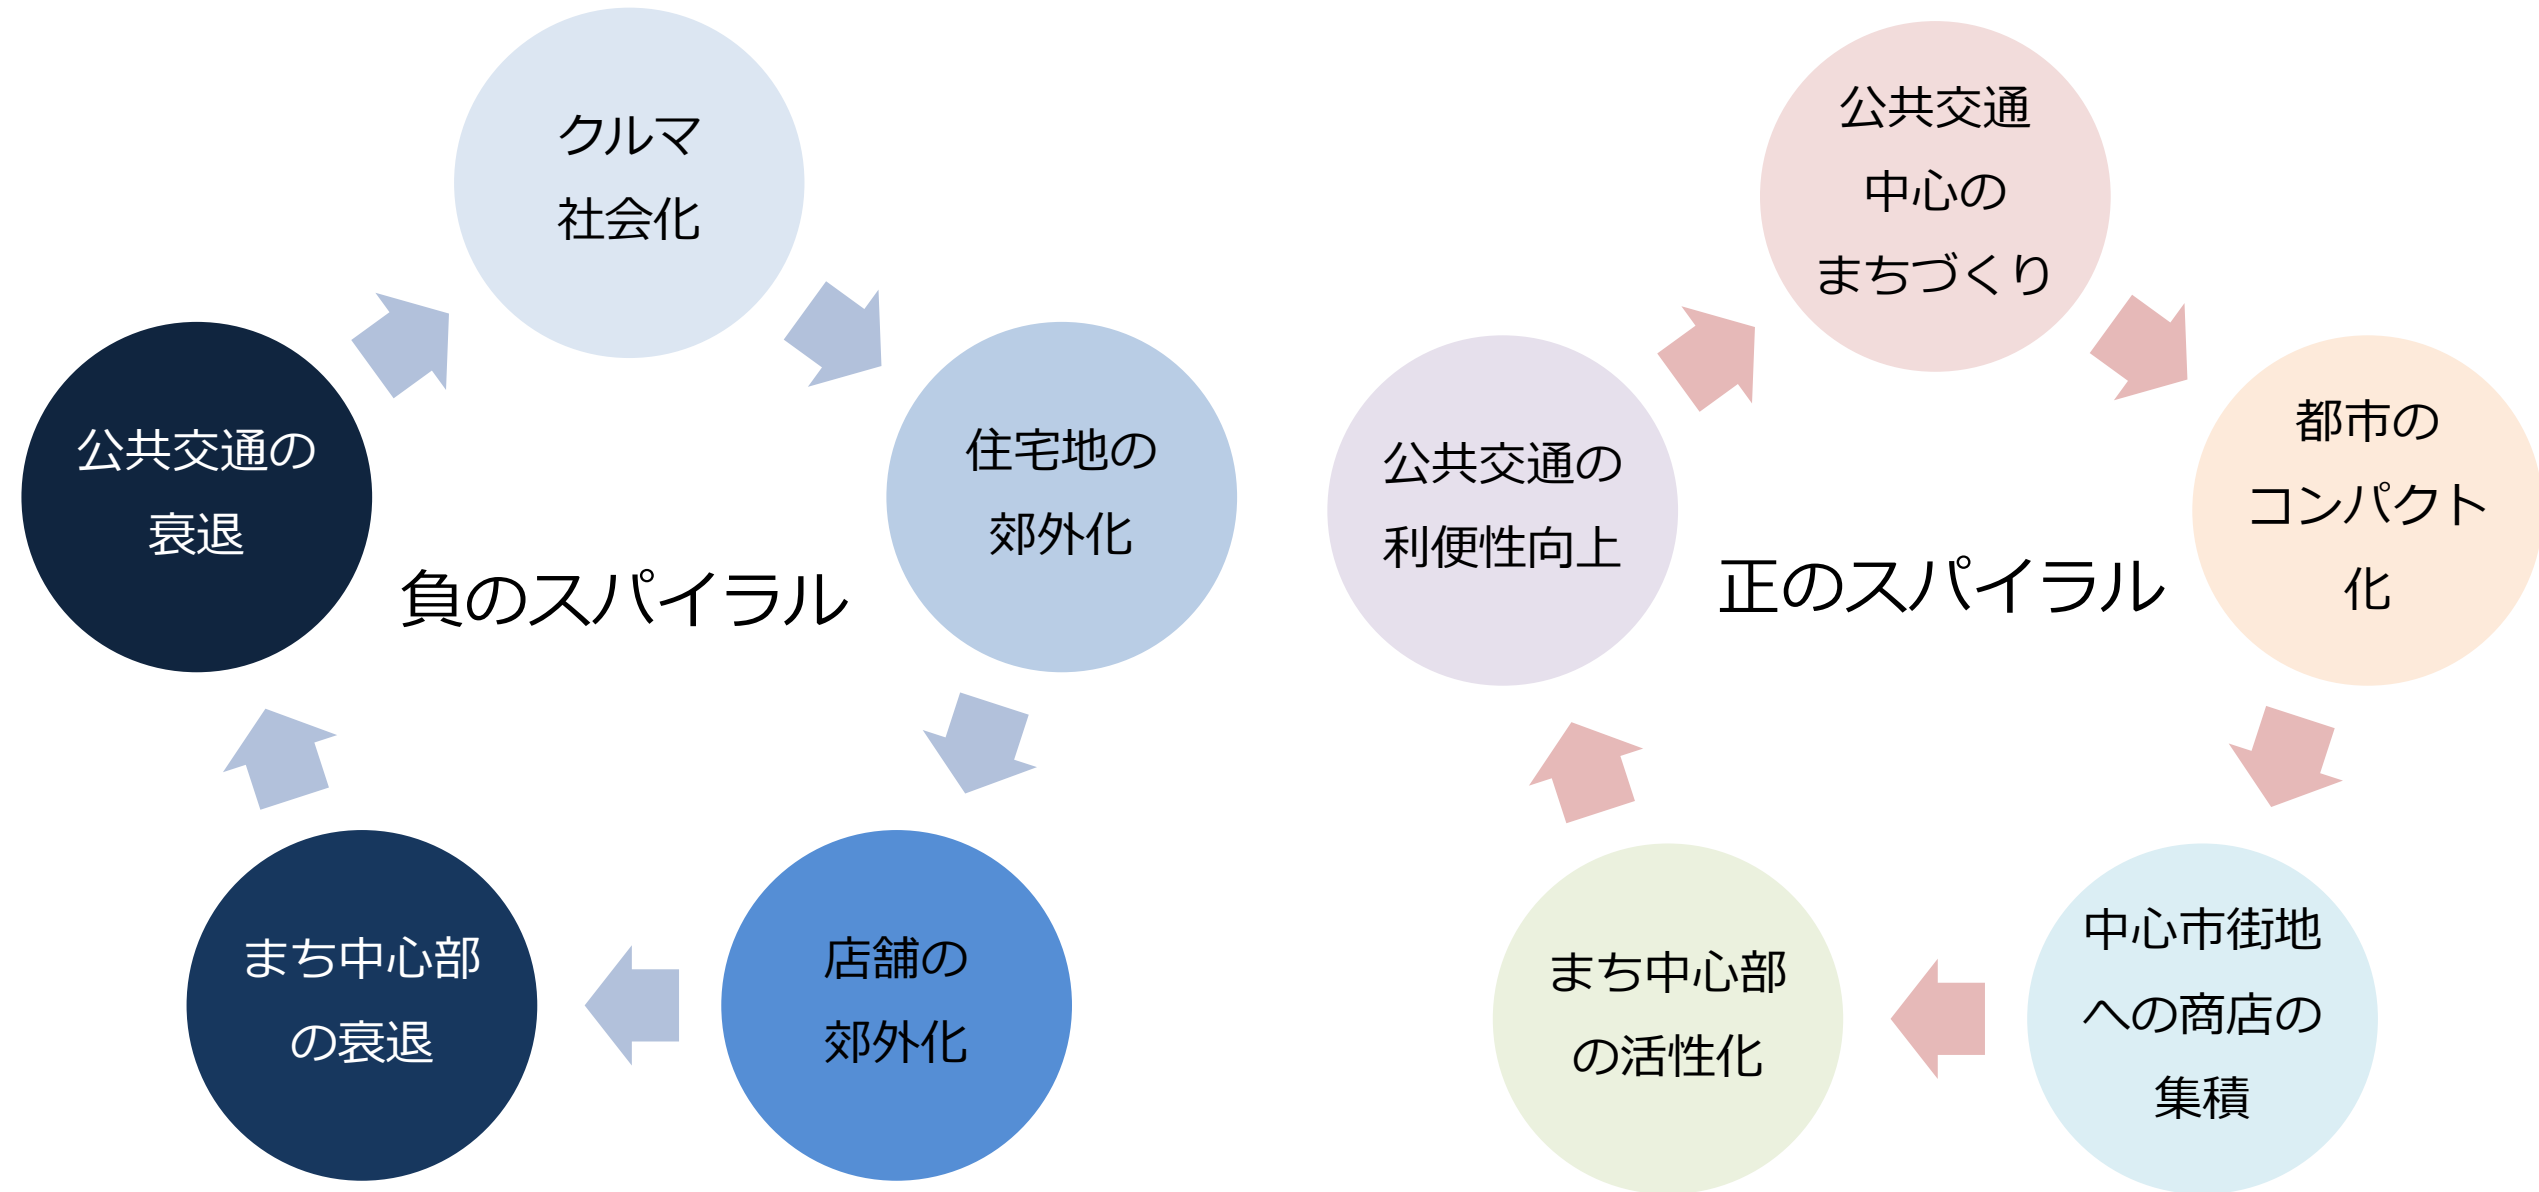 クルマ
社会化
住宅地の
郊外化
店舗の
郊外化
まち中心部
の衰退
公共交通の
衰退
負のスパイラル
公共交通
中心の
まちづくり
都市の
コンパクト
化
中心市街地
への商店の
集積
まち中心部
の活性化
公共交通の
利便性向上
正のスパイラル